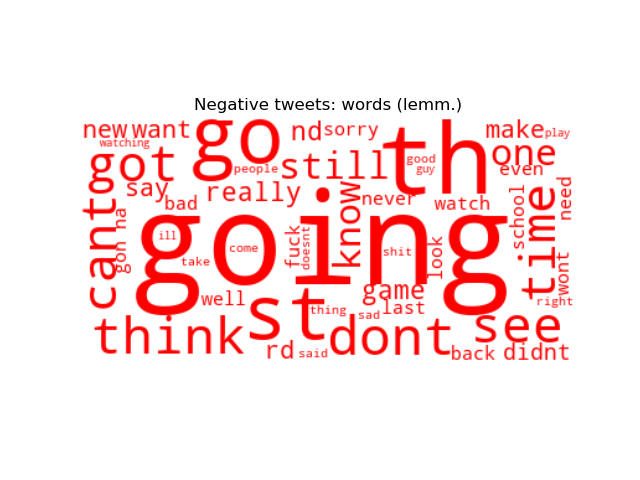 Negative tweets: words (lemm.)
new want go nd sorry th make play
watching
got people still good guy one even
say really
bad never watch need
cant gon na ill going know school time
fuck doesnt shit look wont
take come
well game right
st thing sad last see
think dont
rd said back didnt